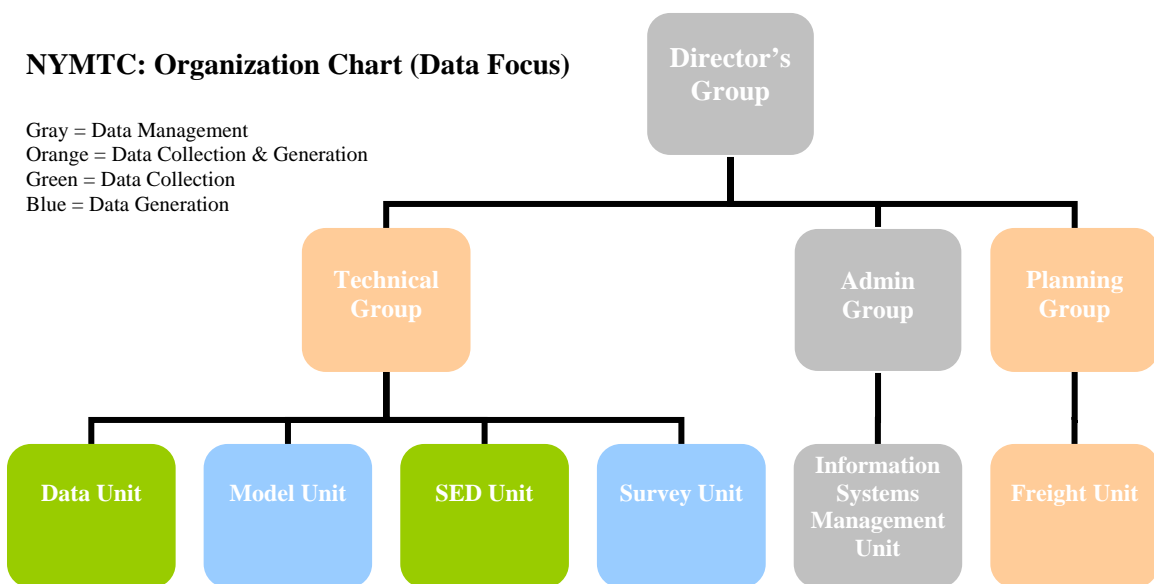 NYMTC: Organization Chart (Data Focus)
Gray = Data Management
Orange = Data Collection & Generation
Green = Data Collection
Blue = Data Generation
Director’s
Group
Technical
Group
Admin
Group
Planning
Group
Data Unit
Model Unit
SED Unit
Survey Unit
Information
Systems
Management
Unit
Freight Unit